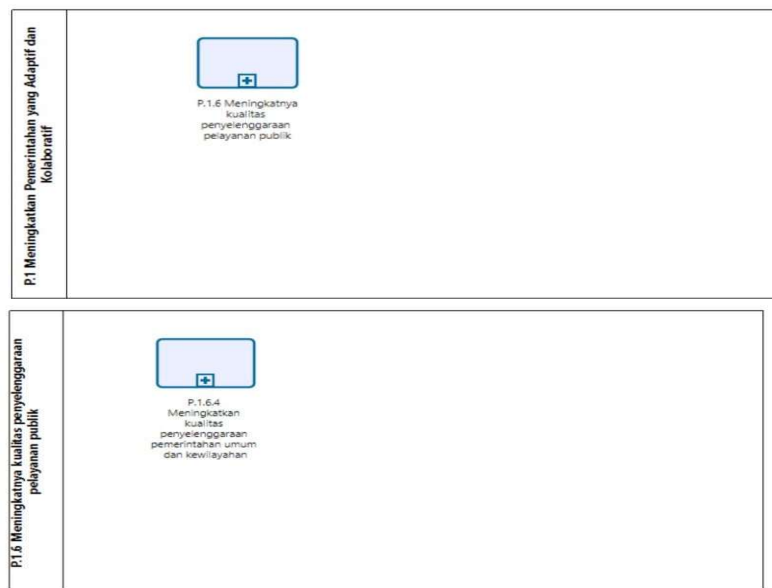 P.1 Meningkatkan Pemerintahan yang Adaptif dan
Kolaboratif
P.1.6 Meningkatnya
kualitas
penyelenggaraan
pelayanan publik
P.1.6 Meningkatnya kualitas penyelenggaraan
pelayanan publik
P.1.6.4
Meningkatkan
kualitas
penyelenggaraan
pemerintahan umum
dan kewilayahan